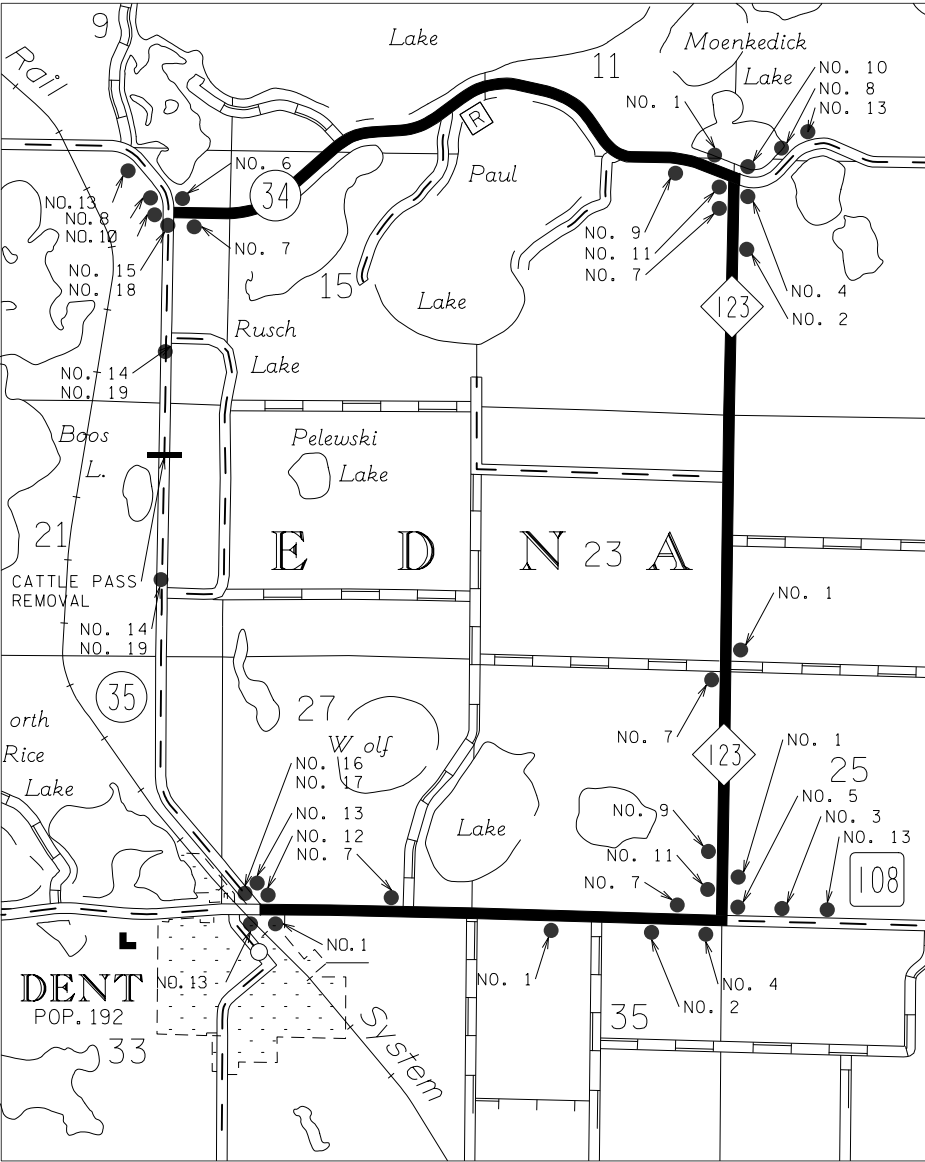 9
Lake
Moenkedick
Lake
Rail
11
NO. 10
NO. 8
NO. 13
NO. 1
R
NO. 6
Paul
34
NO. 13
NO. 8
NO. 10
NO. 7
NO. 9
NO. 11
NO. 7
NO. 15
NO. 18
15
Lake
NO. 4
NO. 2
123
Rusch
Lake
NO. 14
NO. 19
Boos
L.
Pelewski
Lake
21
E D N A
23
CATTLE PASS
REMOVAL
NO. 1
NO. 14
NO. 19
35
27
orth
Rice
Lake
Wolf
NO. 7
123
NO. 1
25
NO. 16
NO. 17
NO. 5
NO. 3
NO. 13
NO. 13
NO. 12
NO. 7
Lake
NO. 9
NO. 11
NO. 7
108
NO. 1
DENT
POP. 192
NO. 13
NO. 1
NO. 4
NO. 2
35
33
System